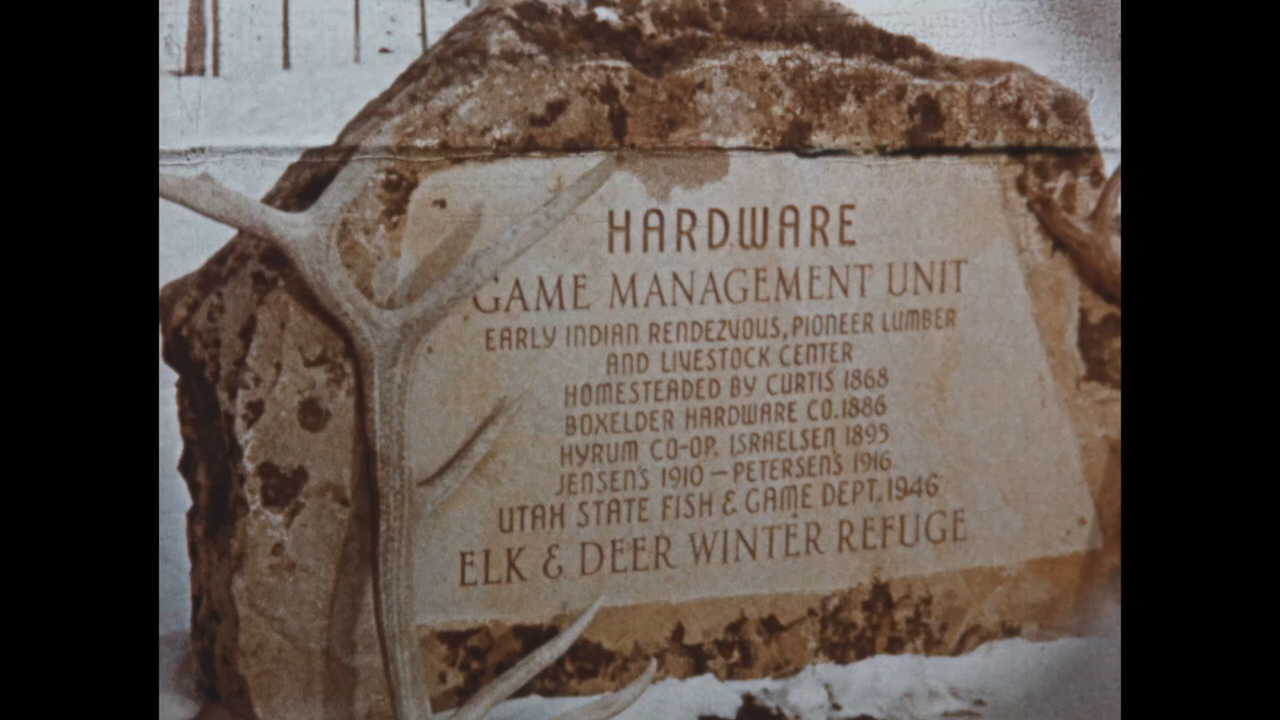 HARDWARE
GAME MANAGEMENT UNIT
EARLY INDIAN RENDEZVOUS, PIONEER LUMBER
AND LIVESTOCK CENTER
HOMESTEADED BY CURTIS 1868
BOXELDER HARDWARE CO. 1886
HYRUM CO-OP. ISRAELSEN 1895
JENSEN'S 1910 – PETERSEN'S 1916
UTAH STATE FISH & GAME DEPT. 1946
ELK & DEER WINTER REFUGE